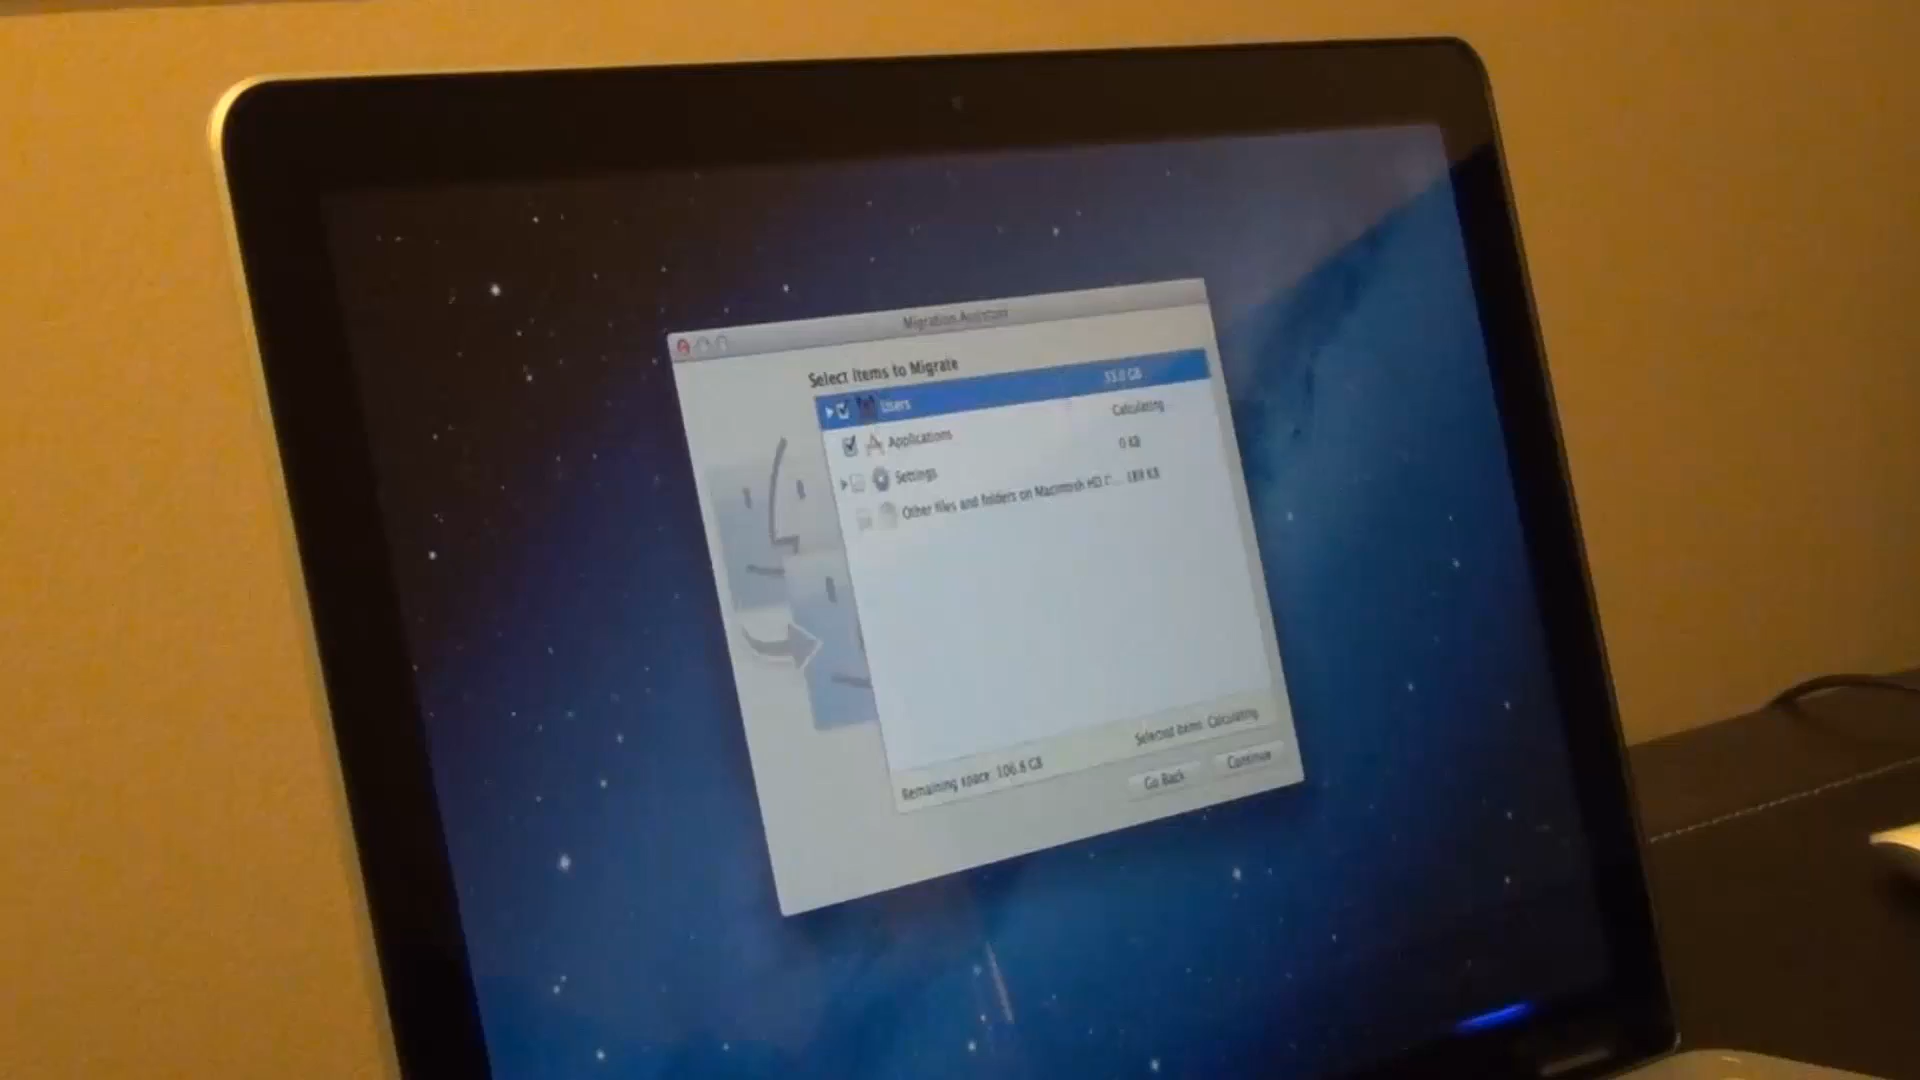 Migration Assistant
Select Items to Migrate
Users 53.0 GB
Applications Calculating
Settings 0 KB
Other files and folders on Macintosh HD (“... 189 KB
Remaining space: 106.6 GB
Selected Items: Calculating
Go Back
Continue